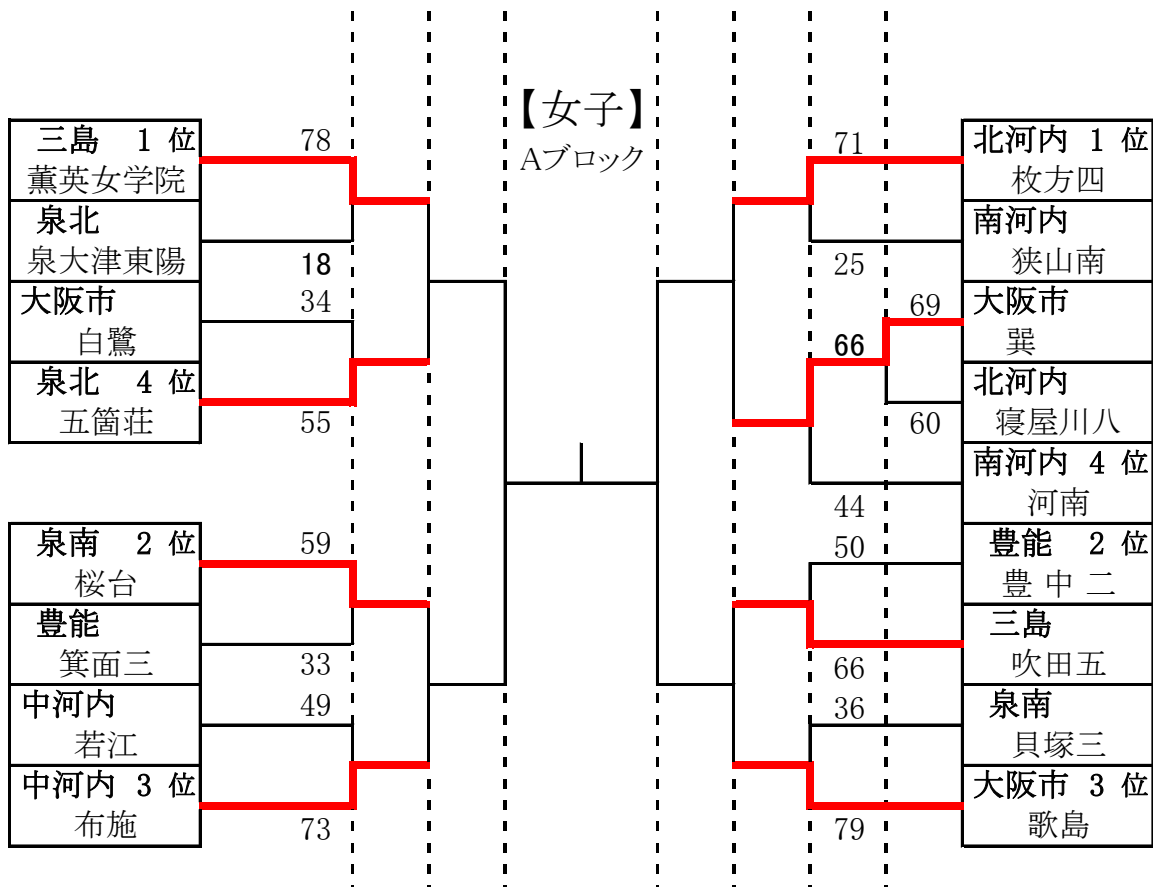 【女子】
Aブロック
三島 1 位
薫英女学院
78
泉北
泉大津東陽
18
大阪市
白鷺
34
泉北 4 位
五箇荘
55
泉南 2 位
桜台
59
豊能
箕面三
33
中河内
若江
49
中河内 3 位
布施
73
71
北河内 1 位
枚方四
25
南河内
狭山南
69
大阪市
巽
66
60
北河内
寝屋川八
44
南河内 4 位
河南
50
豊能 2 位
豊 中 二
66
三島
吹田五
36
泉南
貝塚三
79
大阪市 3 位
歌島